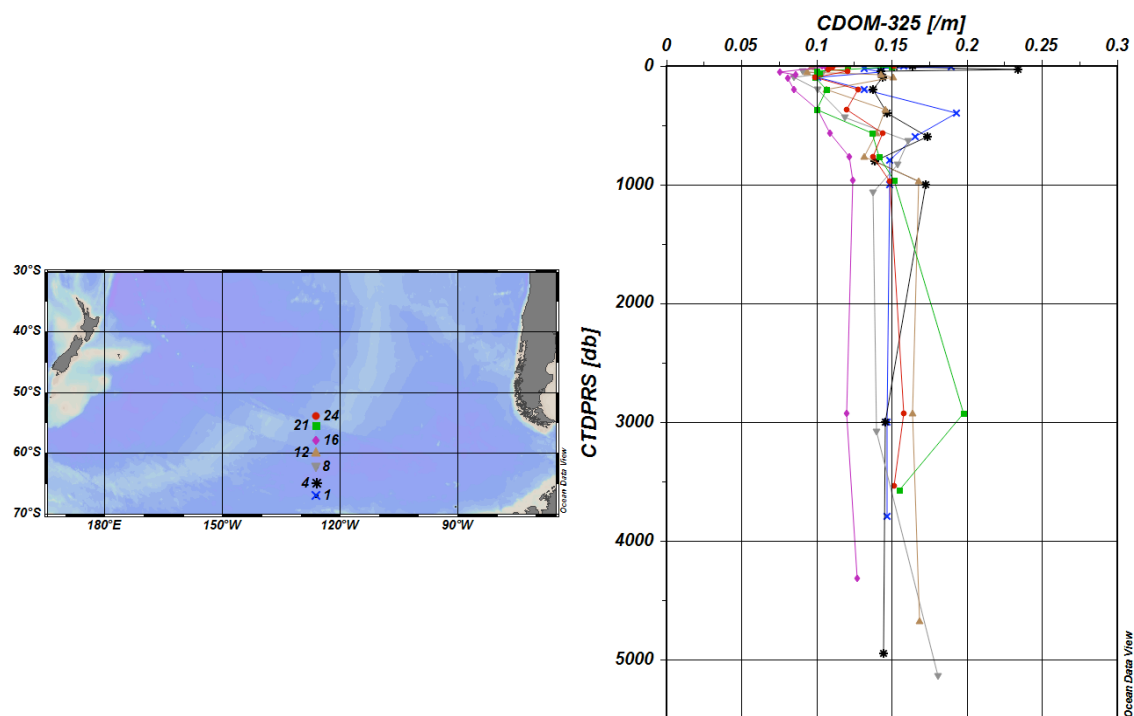 30°S
40°S
50°S
60°S
70°S
180°E
150°W
120°W
90°W
24
21
16
12
8
4
1
Ocean Data View
CDOM-325 [/m]
0
0.05
0.1
0.15
0.2
0.25
0.3
0
1000
2000
3000
4000
5000
CTDPRS [db]
Ocean Data View